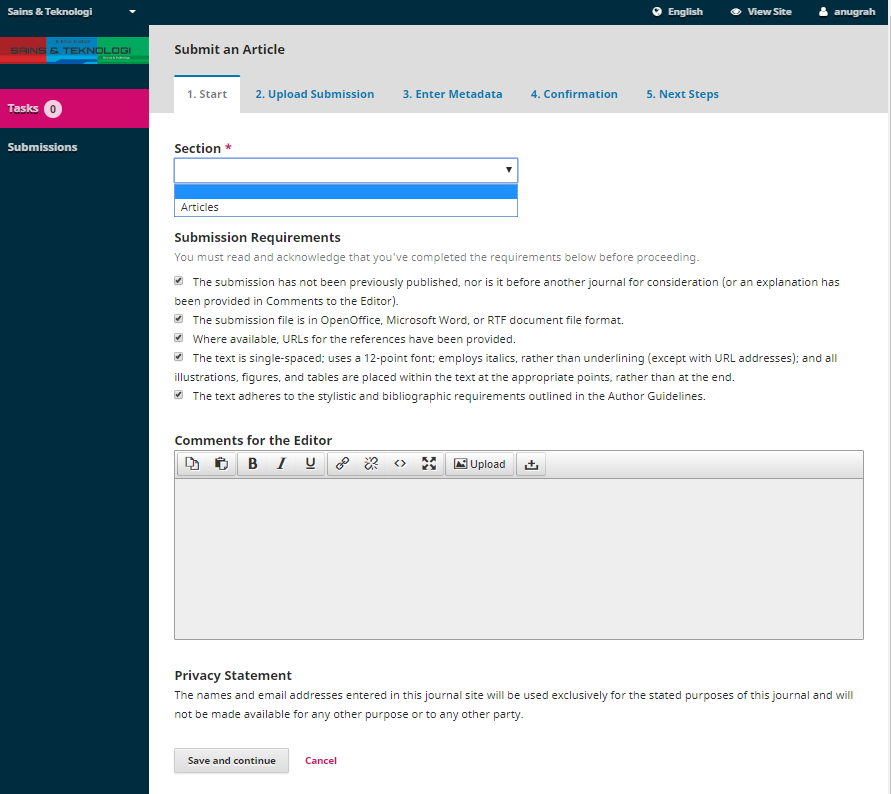 Sains & Teknologi
English
View Site
anugrah
SAINS & TEKNOLOGI
Submit an Article
Tasks 0
Submissions
1. Start
2. Upload Submission
3. Enter Metadata
4. Confirmation
5. Next Steps
Section *
Articles
Submission Requirements
You must read and acknowledge that you've completed the requirements below before proceeding.
The submission has not been previously published, nor is it before another journal for consideration (or an explanation has
been provided in Comments to the Editor).
The submission file is in OpenOffice, Microsoft Word, or RTF document file format.
Where available, URLs for the references have been provided.
The text is single-spaced; uses a 12-point font; employs italics, rather than underlining (except with URL addresses); and all
illustrations, figures, and tables are placed within the text at the appropriate points, rather than at the end.
The text adheres to the stylistic and bibliographic requirements outlined in the Author Guidelines.
Comments for the Editor
B I U <> Upload
Privacy Statement
The names and email addresses entered in this journal site will be used exclusively for the stated purposes of this journal and will
not be made available for any other purpose or to any other party.
Save and continue
Cancel